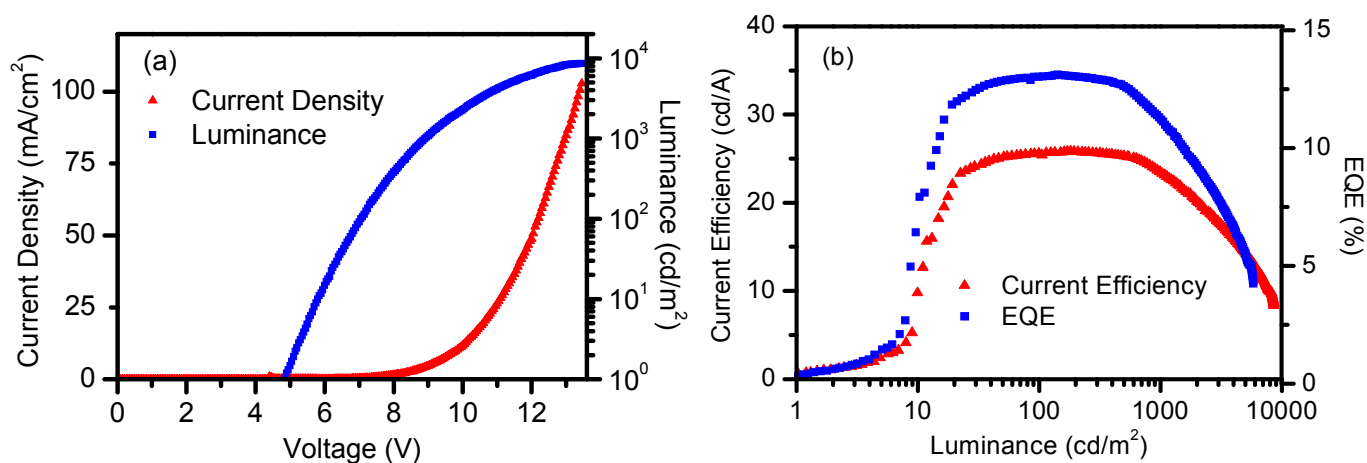 (a)
Current Density
Luminance
Current Density (mA/cm²)
0
25
50
75
100
0 2 4 6 8 10 12
Voltage (V)
10⁴
10³
10²
10¹
10⁰
Luminance (cd/m²)
(b)
Current Efficiency
EQE
Current Efficiency (cd/A)
40
30
20
10
0
1 10 100 1000 10000
Luminance (cd/m²)
15
10
5
0
EQE (%)